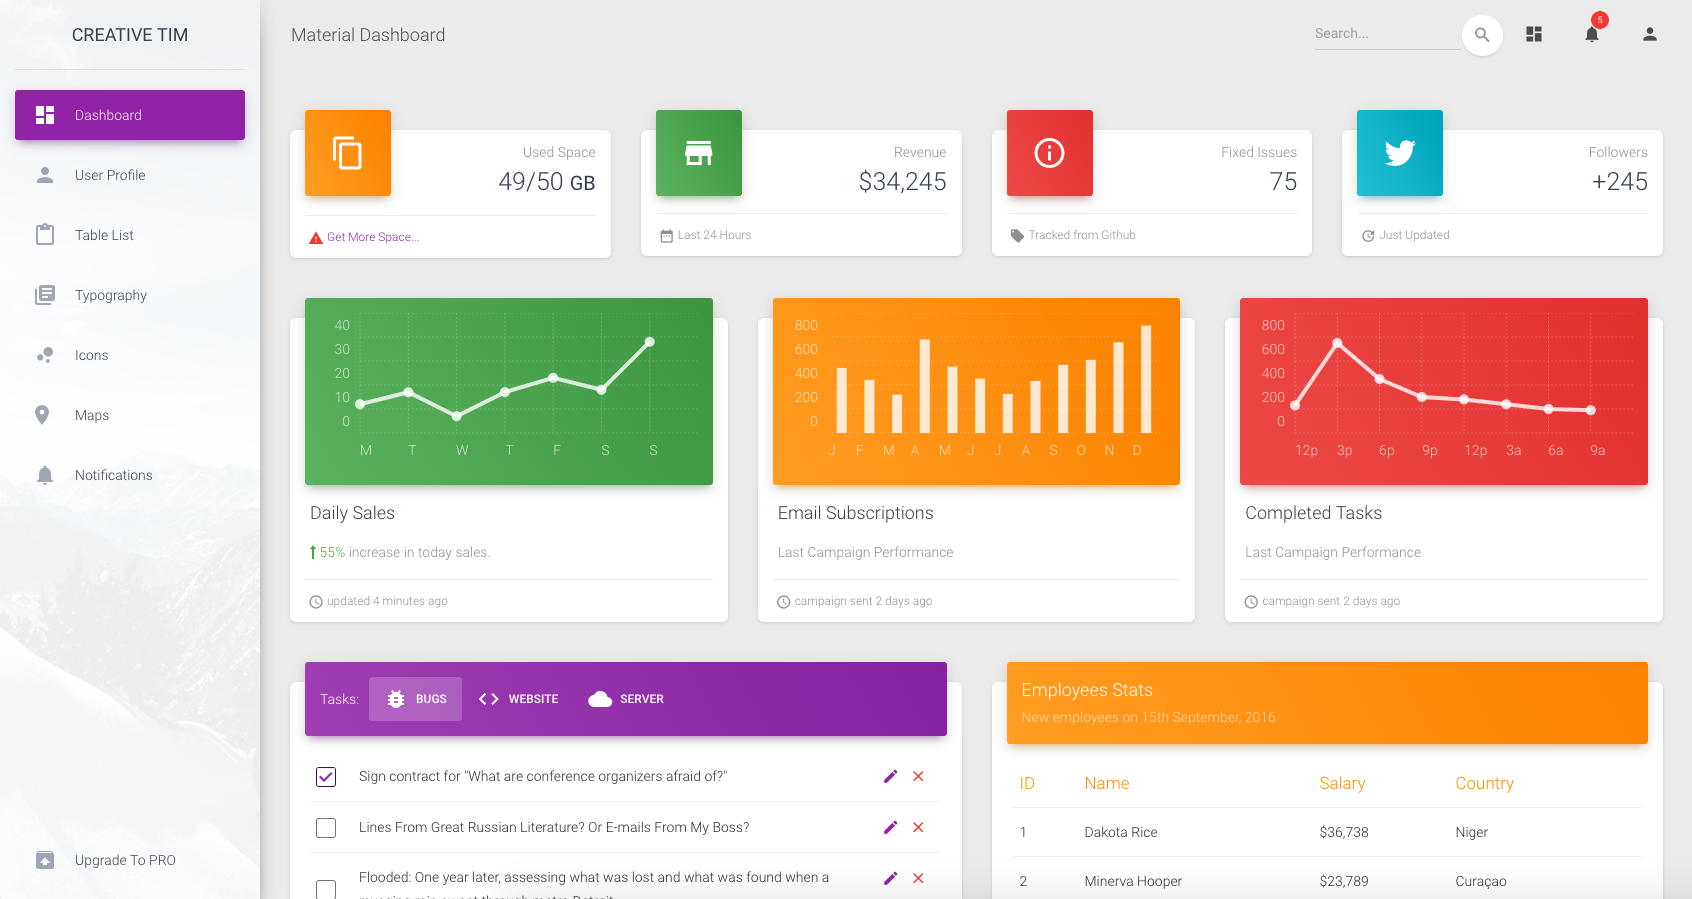 CREATIVE TIM
Dashboard
User Profile
Table List
Typography
Icons
Maps
Notifications
Upgrade To PRO
Material Dashboard
Search...
5
Used Space
49/50 GB
Get More Space...
Revenue
$34,245
Last 24 Hours
Fixed Issues
75
Tracked from Github
Followers
+245
Just Updated
40
30
20
10
0
M T W T F S S
Daily Sales
55% increase in today sales.
updated 4 minutes ago
800
600
400
200
0
J F M A M J J A S O N D
Email Subscriptions
Last Campaign Performance
campaign sent 2 days ago
800
600
400
200
0
12p 3p 6p 9p 12p 3a 6a 9a
Completed Tasks
Last Campaign Performance
campaign sent 2 days ago
Tasks: BUGS WEBSITE SERVER
Sign contract for "What are conference organizers afraid of?"
Lines From Great Russian Literature? Or E-mails From My Boss?
Flooded: One year later, assessing what was lost and what was found when a
Employees Stats
New employees on 15th September, 2016
ID Name Salary Country
1 Dakota Rice $36,738 Niger
2 Minerva Hooper $23,789 Curaçao